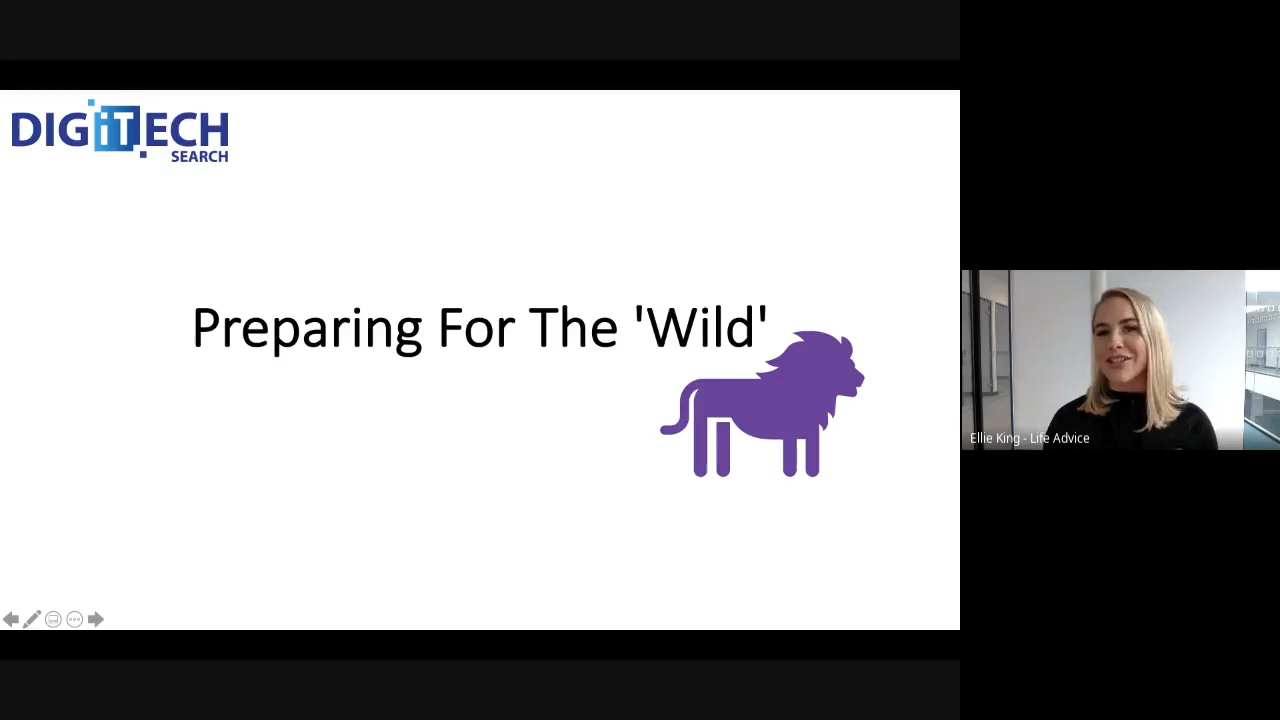 DIGITECH
SEARCH
Preparing For The 'Wild'
Ellie King - Life Advice